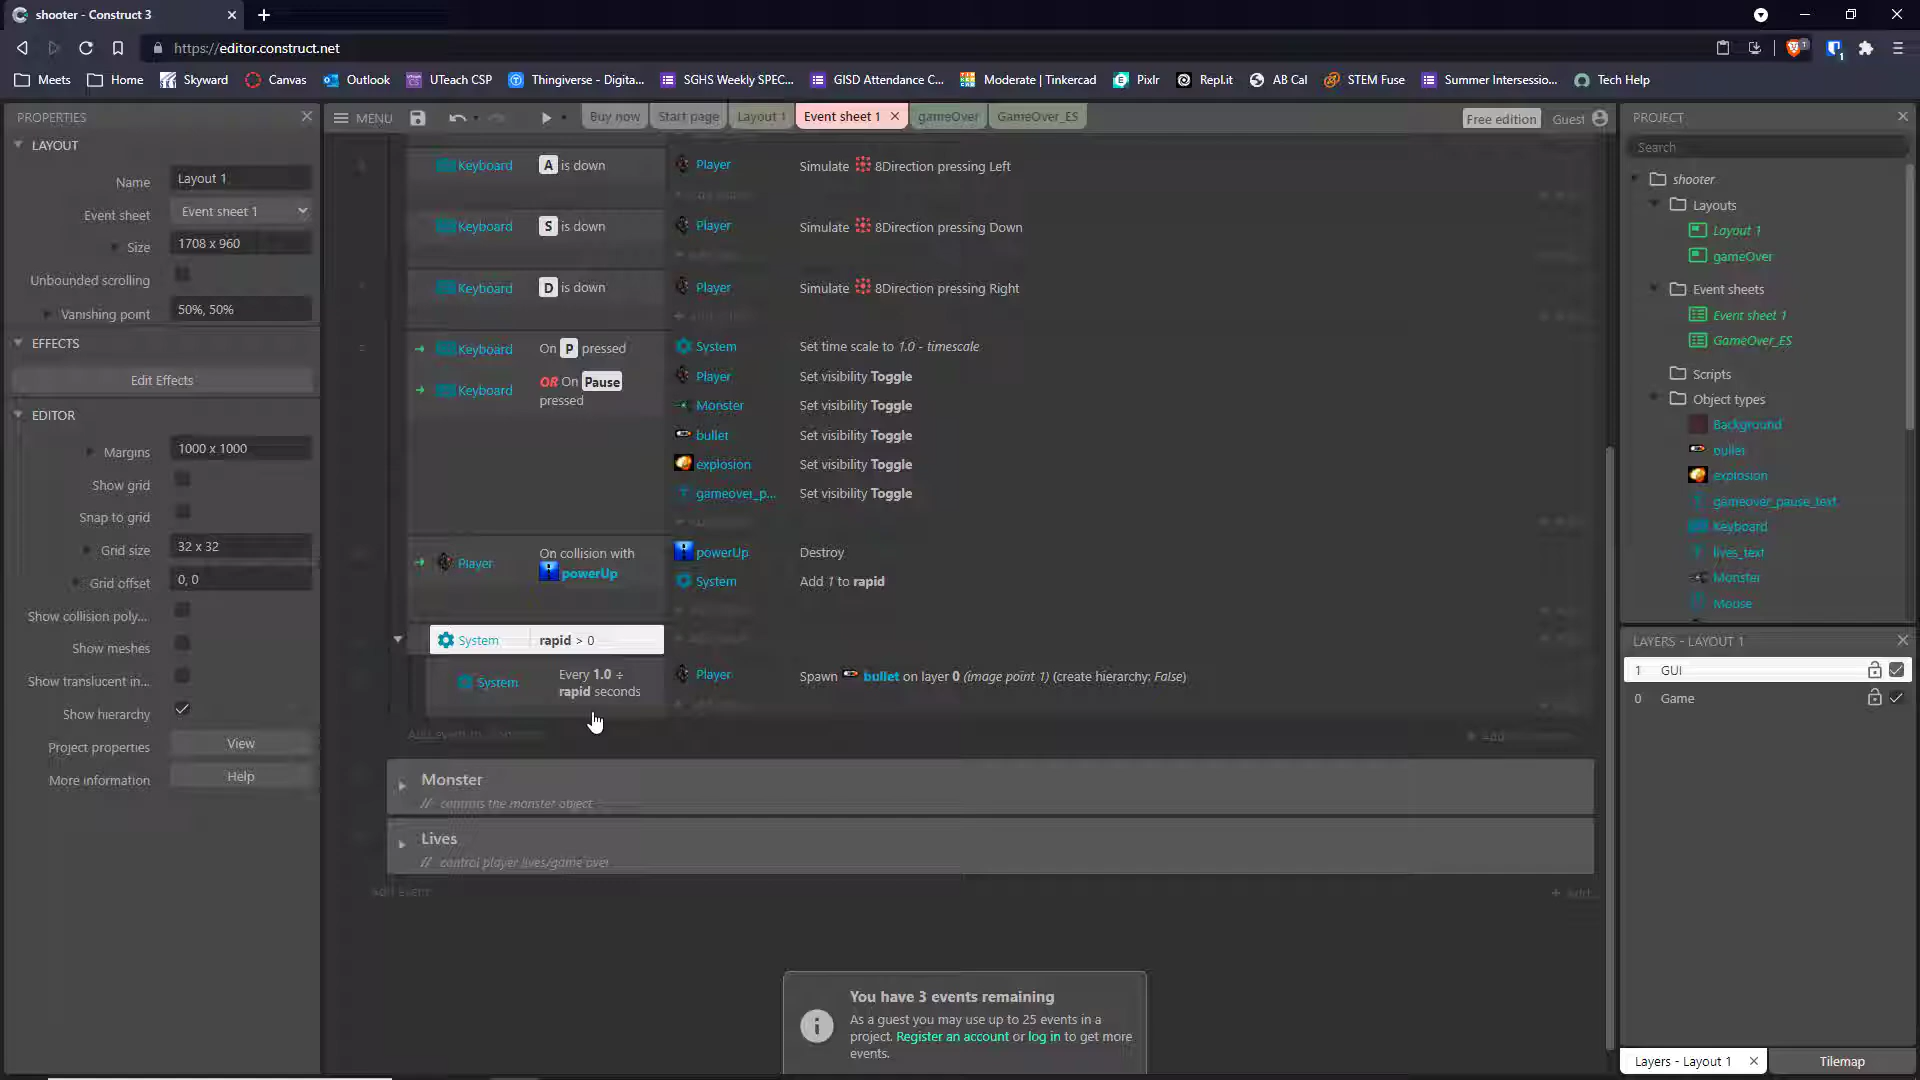 shooter - Construct 3
https://editor.construct.net
Meets
Home
Skyward
Canvas
Outlook
UTeach CSP
Thingiverse - Digita...
SGHS Weekly SPEC...
GISD Attendance C...
Moderate | Tinkercad
Pixlr
Repl.it
AB Cal
STEM Fuse
Summer Intersessio...
Tech Help
PROPERTIES
MENU
Buy now
Start page
Layout 1
Event sheet 1
gameOver
GameOver_ES
Free edition
Guest
PROJECT
LAYOUT
Name
Layout 1
Event sheet
Event sheet 1
Size
1708 x 960
Unbounded scrolling
Vanishing point
50%, 50%
EFFECTS
Edit Effects
EDITOR
Margins
1000 x 1000
Show grid
Snap to grid
Grid size
32 x 32
Grid offset
0, 0
Show collision poly...
Show meshes
Show translucent in...
Show hierarchy
Project properties
View
More information
Help
Keyboard A is down Player Simulate 8Direction pressing Left
Keyboard S is down Player Simulate 8Direction pressing Down
Keyboard D is down Player Simulate 8Direction pressing Right
Keyboard On P pressed
Keyboard OR On Pause pressed
System Set time scale to 1.0 - timescale
Player Set visibility Toggle
Monster Set visibility Toggle
bullet Set visibility Toggle
explosion Set visibility Toggle
gameover_p... Set visibility Toggle
Player On collision with powerUp
powerUp Destroy
System Add 1 to rapid
System rapid > 0
System Every 1.0 ÷ rapid seconds
Player Spawn bullet on layer 0 (image point 1) (create hierarchy: False)
Add
Monster
// controls the monster object
Lives
// control player lives/game over
Add event
+ Add...
You have 3 events remaining
As a guest you may use up to 25 events in a
project. Register an account or log in to get more
events.
Search
shooter
Layouts
Layout 1
gameOver
Event sheets
Event sheet 1
GameOver_ES
Scripts
Object types
Background
bullet
explosion
gameover_pause_text
Keyboard
lives_text
Monster
Mouse
LAYERS - LAYOUT 1
1 GUI
0 Game
Layers - Layout 1
Tilemap